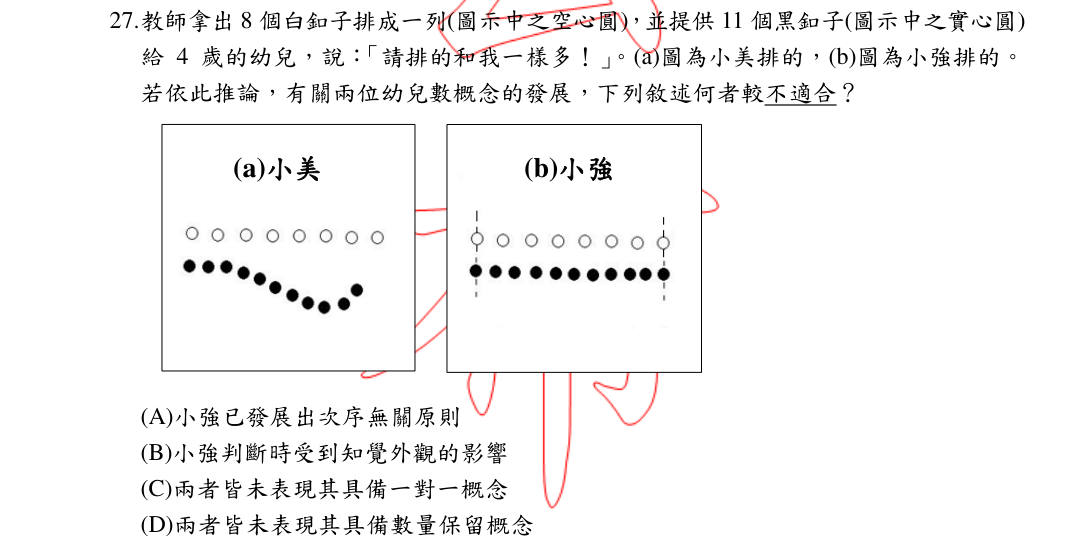 27.教師拿出 8 個白釦子排成一列(圖示中之空心圓)，並提供 11 個黑釦子(圖示中之實心圓)
給 4 歲的幼兒，說：「請排的和我一樣多！」。(a)圖為小美排的，(b)圖為小強排的。
若依此推論，有關兩位幼兒數概念的發展，下列敘述何者較不適合？
(a)小美
(b)小強
(A)小強已發展出次序無關原則
(B)小強判斷時受到知覺外觀的影響
(C)兩者皆未表現其具備一對一概念
(D)兩者皆未表現其具備數量保留概念